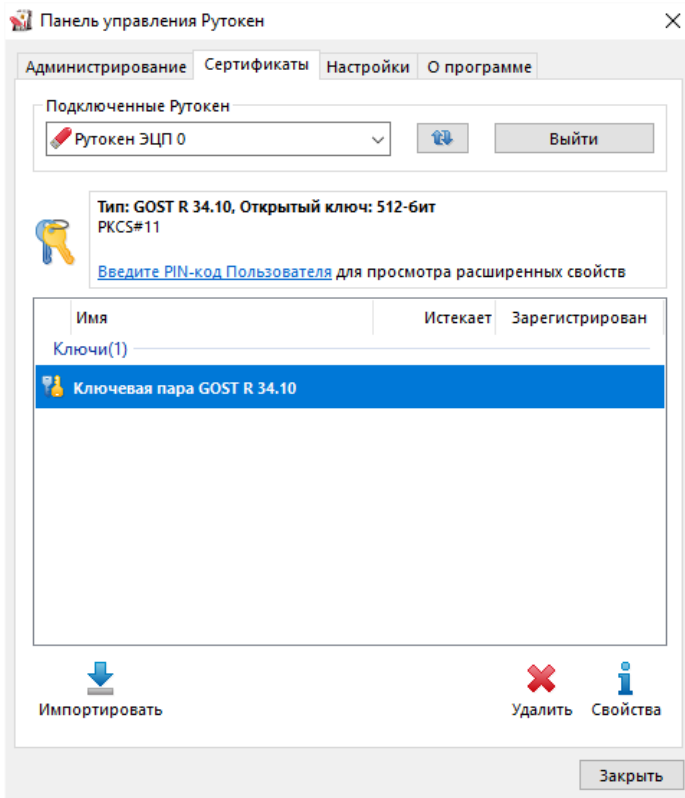 Панель управления Рутокен
Администрирование Сертификаты Настройки О программе
Подключенные Рутокен
Рутокен ЭЦП 0 Выйти
Тип: GOST R 34.10, Открытый ключ: 512-бит
PKCS#11
Введите PIN-код Пользователя для просмотра расширенных свойств
Имя Истекает Зарегистрирован
Ключи(1)
Ключевая пара GOST R 34.10
Импортировать Удалить Свойства
Закрыть